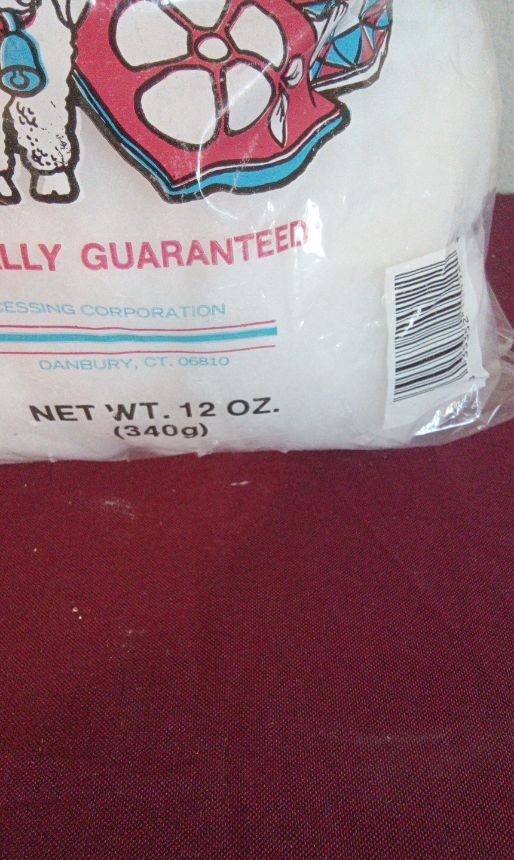 LLY GUARANTEED
CESSING CORPORATION
DANBURY, CT. 06810
NET WT. 12 OZ.
(340g)